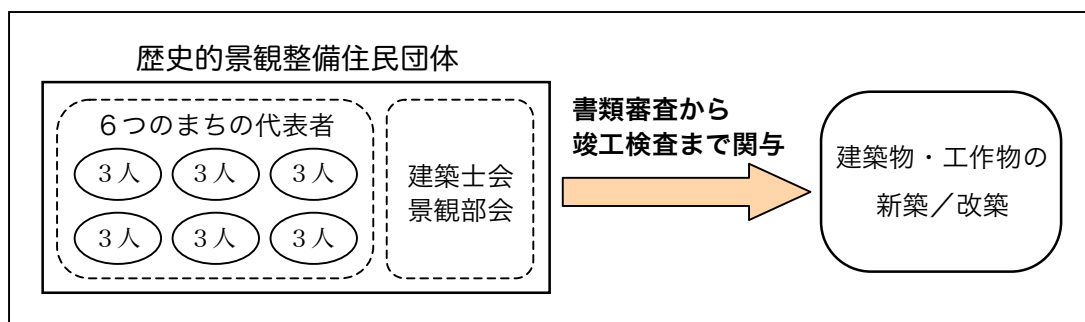 歴史的景観整備住民団体
６つのまちの代表者
３人
３人
３人
３人
３人
３人
建築士会
景観部会
書類審査から
竣工検査まで関与
建築物・工作物の
新築／改築